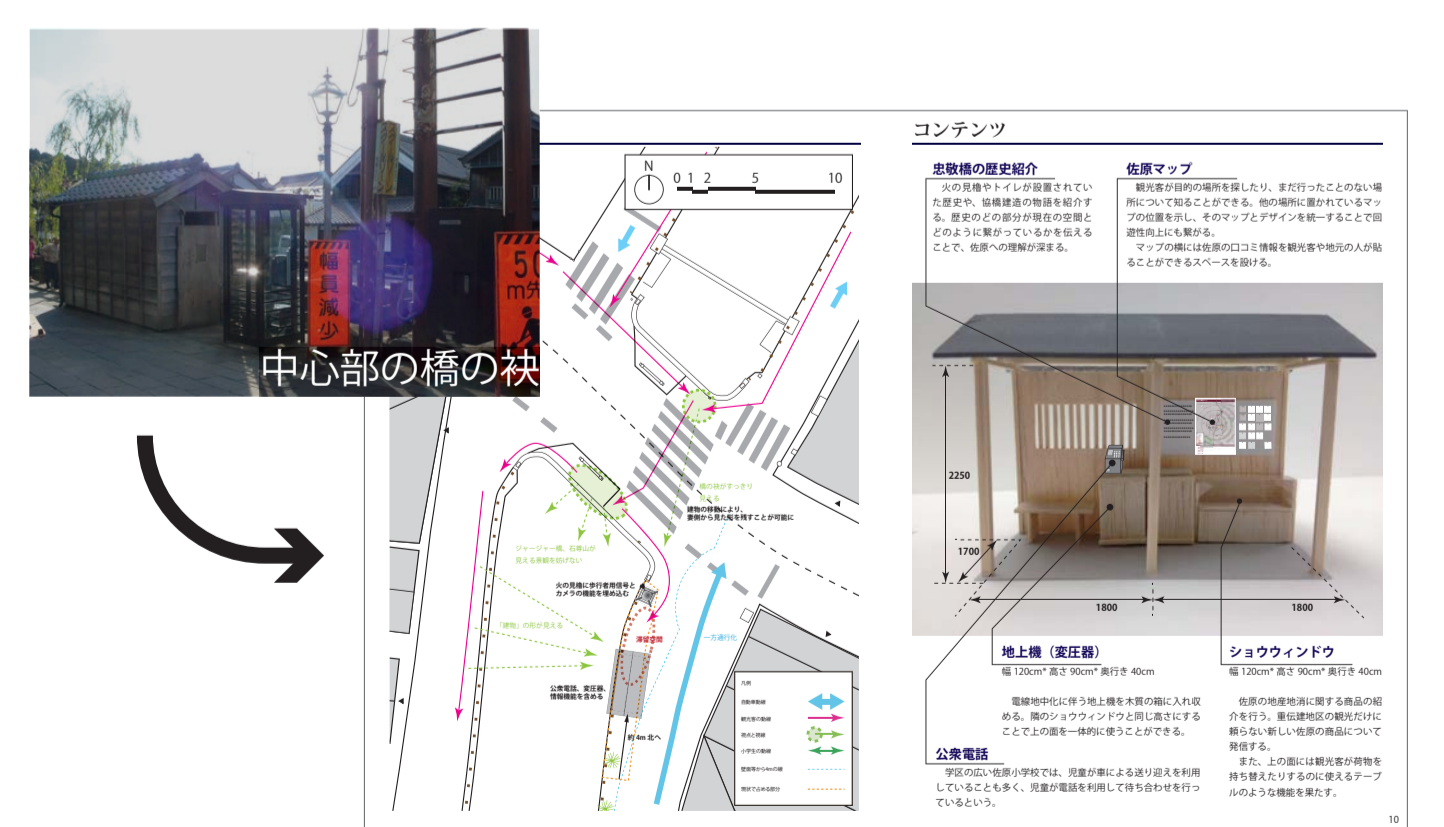 幅員減少
50
m先
中心部の橋の袂
N
0 1 2 5 10
橋の袂がすっきり
見える
建物の移動により、
妻側から見た形を残すことが可能に
ジャージャー橋、石尊山が
見える景観を妨げない
火の見櫓に歩行者用信号と
カメラの機能を埋め込む
「建物」の形が見える
滞留空間
一方通行化
公衆電話、変圧器、
情報機能を含める
約 4m 北へ
凡例
自動車動線
観光客の動線
視点と視線
小学生の動線
壁面等から4mの線
現状で占める部分
コンテンツ
忠敬橋の歴史紹介
火の見櫓やトイレが設置されてい
た歴史や、協橋建造の物語を紹介す
る。歴史のどの部分が現在の空間と
どのように繋がっているかを伝える
ことで、佐原への理解が深まる。
佐原マップ
観光客が目的の場所を探したり、まだ行ったことのない場
所について知ることができる。他の場所に置かれているマッ
プの位置を示し、そのマップとデザインを統一することで回
遊性向上にも繋がる。
マップの横には佐原の口コミ情報を観光客や地元の人が貼
ることができるスペースを設ける。
2250
1700
1800
1800
地上機（変圧器）
幅 120cm* 高さ 90cm* 奥行き 40cm
電線地中化に伴う地上機を木質の箱に入れ収
める。隣のショウウィンドウと同じ高さにする
ことで上の面を一体的に使うことができる。
公衆電話
学区の広い佐原小学校では、児童が車による送り迎えを利用
していることも多く、児童が電話を利用して待ち合わせを行っ
ているという。
ショウウィンドウ
幅 120cm* 高さ 90cm* 奥行き 40cm
佐原の地産地消に関する商品の紹
介を行う。重伝建地区の観光だけに
頼らない新しい佐原の商品について
発信する。
また、上の面には観光客が荷物を
持ち替えたりするのに使えるテーブ
ルのような機能を果たす。
10